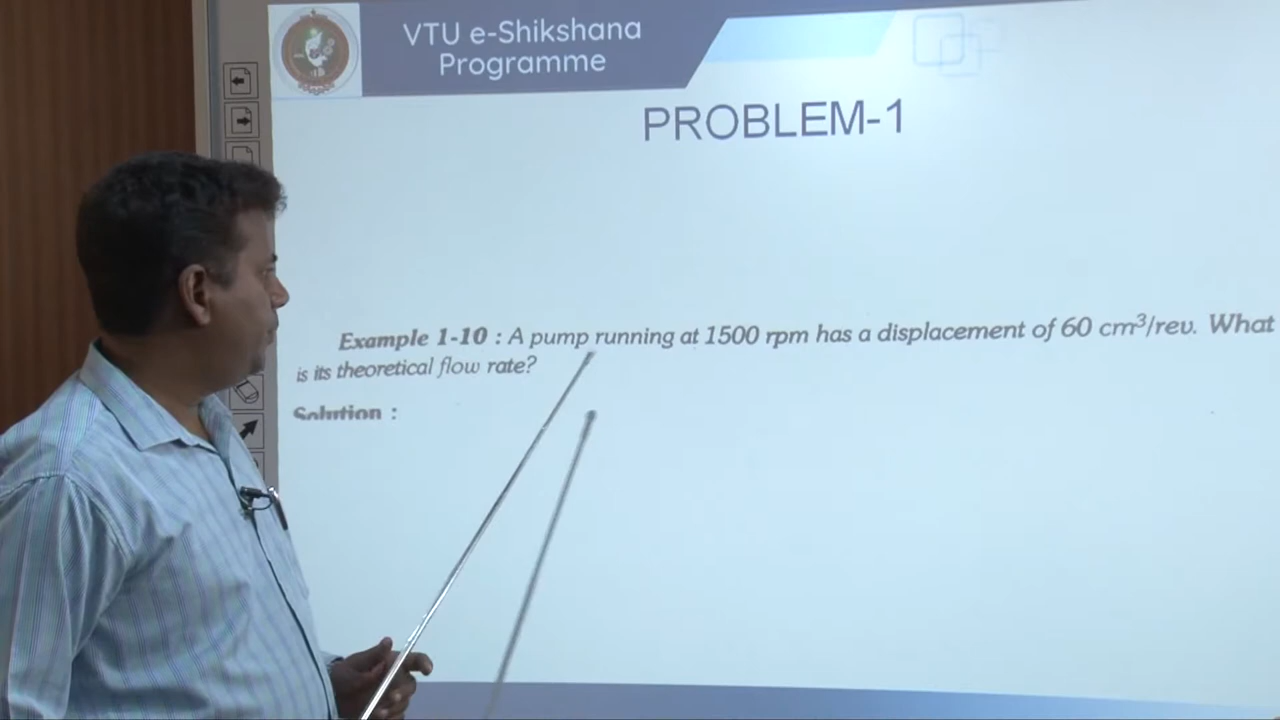 VTU e-Shikshana
Programme
PROBLEM-1
Example 1-10 : A pump running at 1500 rpm has a displacement of 60 cm³/rev. What
is its theoretical flow rate?
Solution :